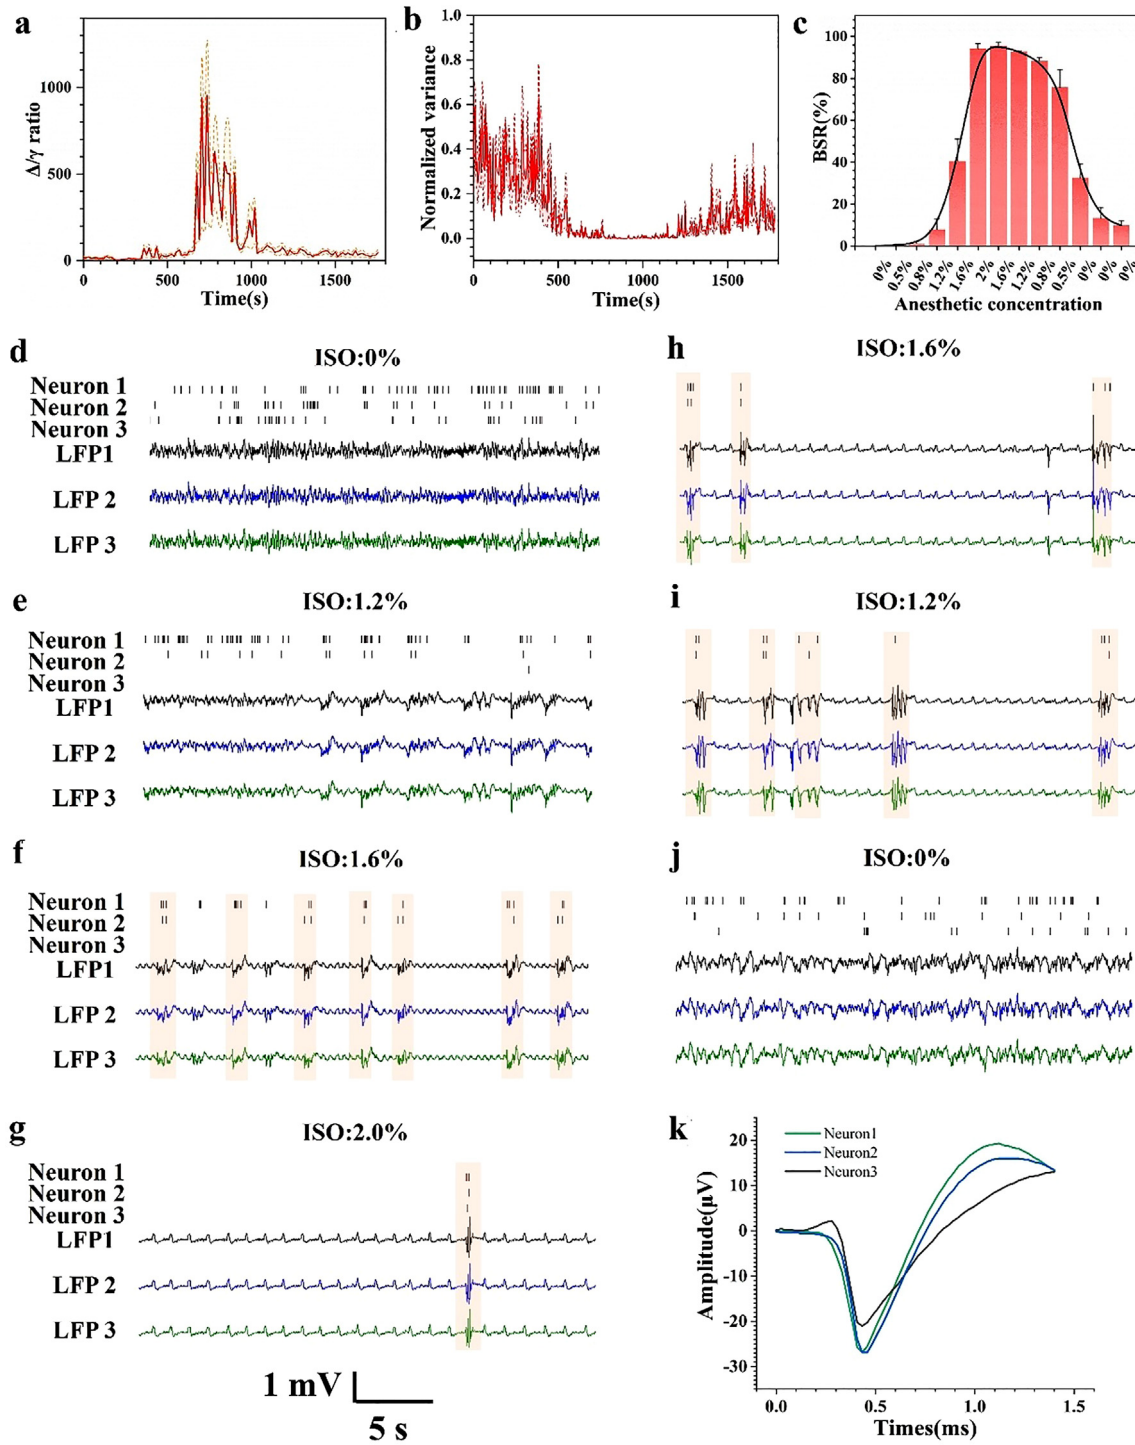 a
Δ/γ ratio
1000
500
0
0
500
1000
1500
Time(s)
b
Normalized variance
1.0
0.8
0.6
0.4
0.2
0.0
0
500
1000
1500
Time(s)
c
BSR(%)
100
80
60
40
20
0
0% 0.5% 0.8% 1.2% 1.6% 2% 1.6% 1.2% 0.8% 0.5% 0% 0% 0%
Anesthetic concentration
d
ISO:0%
Neuron 1
Neuron 2
Neuron 3
LFP1
LFP 2
LFP 3
e
ISO:1.2%
Neuron 1
Neuron 2
Neuron 3
LFP1
LFP 2
LFP 3
f
ISO:1.6%
Neuron 1
Neuron 2
Neuron 3
LFP1
LFP 2
LFP 3
g
ISO:2.0%
Neuron 1
Neuron 2
Neuron 3
LFP1
LFP 2
LFP 3
1 mV
5 s
h
ISO:1.6%
i
ISO:1.2%
j
ISO:0%
k
Neuron1
Neuron2
Neuron3
Amplitude(μV)
20
10
0
-10
-20
-30
0.0
0.5
1.0
1.5
Times(ms)